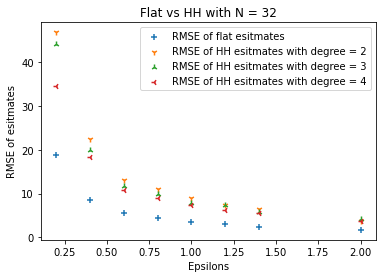 Flat vs HH with N = 32
RMSE of flat esitmates
RMSE of HH esitmates with degree = 2
RMSE of HH esitmates with degree = 3
RMSE of HH esitmates with degree = 4
RMSE of esitmates
40
30
20
10
0
0.25
0.50
0.75
1.00
1.25
1.50
1.75
2.00
Epsilons